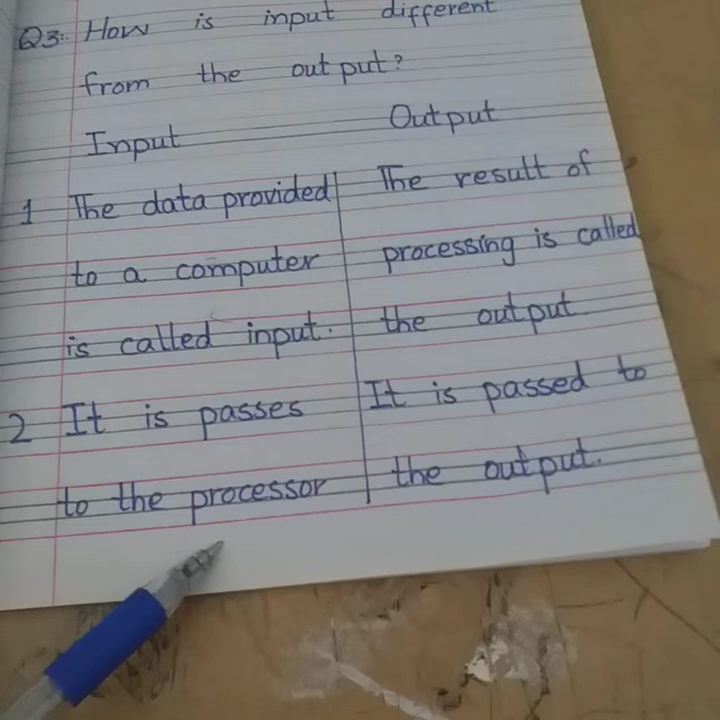 Q3: How is input different
from the output?
Input Output
1 The data provided The result of
to a computer processing is called
is called input. the output
2 It is passes It is passed to
to the processor the output.